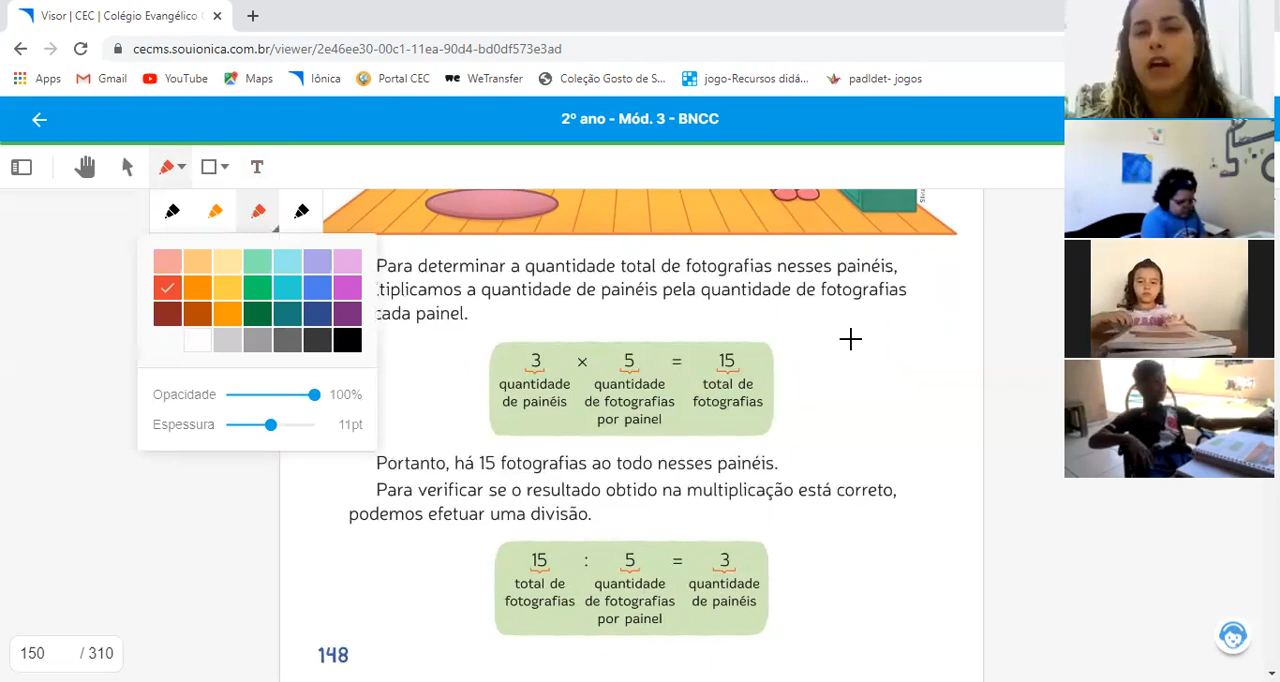 Visor | CEC | Colégio Evangélico
cecms.souionica.com.br/viewer/2e46ee30-00c1-11ea-90d4-bd0df573e3ad
Apps Gmail YouTube Maps Iônica Portal CEC WeTransfer Coleção Gosto de S... jogo-Recursos didá... padldet- jogos
2º ano - Mód. 3 - BNCC
T
Para determinar a quantidade total de fotografias nesses painéis,
tiplicamos a quantidade de painéis pela quantidade de fotografias
cada painel.
3 × 5 = 15
quantidade quantidade total de
de painéis de fotografias fotografias
por painel
Opacidade 100%
Espessura 11pt
Portanto, há 15 fotografias ao todo nesses painéis.
Para verificar se o resultado obtido na multiplicação está correto,
podemos efetuar uma divisão.
15 : 5 = 3
total de quantidade quantidade
fotografias de fotografias de painéis
por painel
150 / 310
148